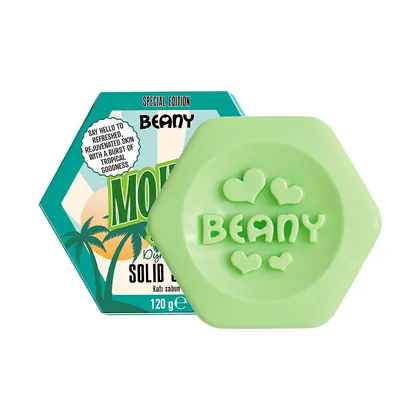 SPECIAL EDITION
BEANY
SAY HELLO TO
REFRESHED,
REJUVENATED SKIN
WITH A BURST OF
TROPICAL
GOODNESS
SOLID
Katı sabun
120 g ℮
BEANY